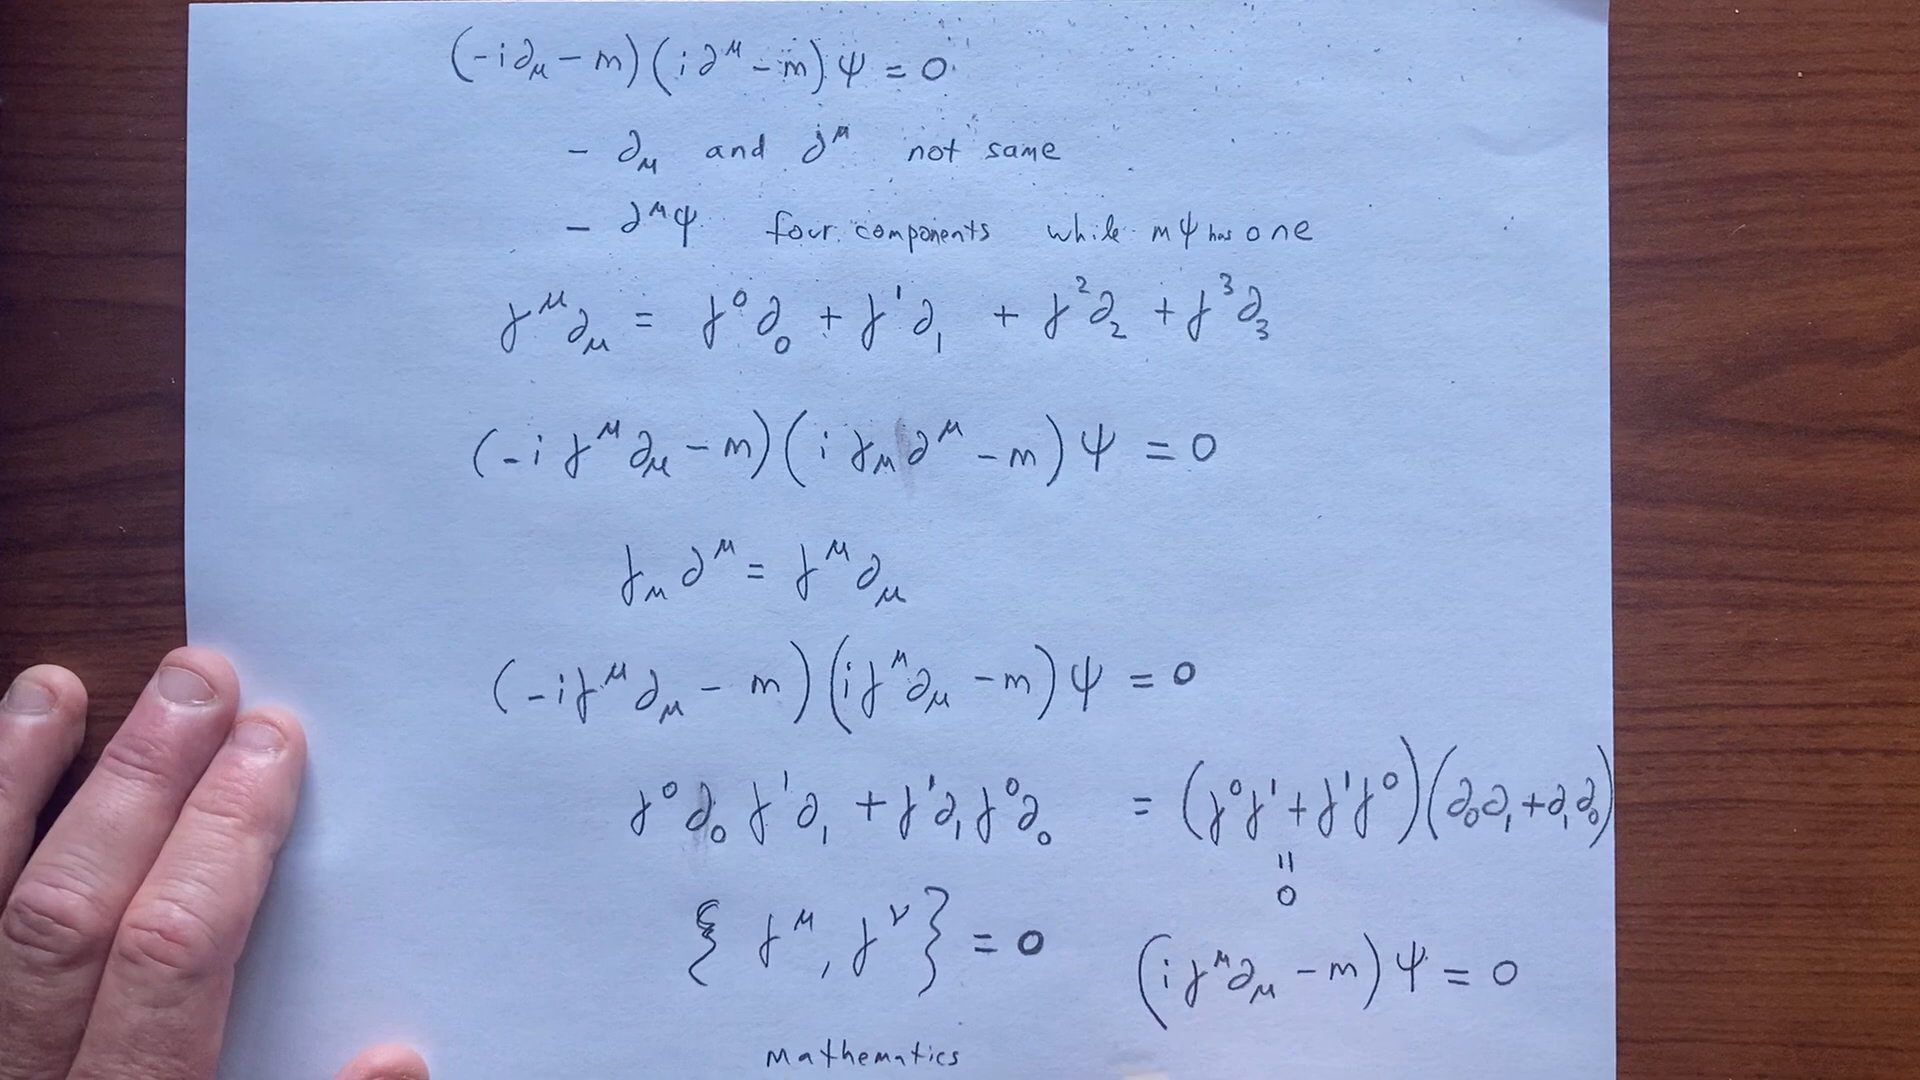 (-i∂_μ - m)(i∂^μ - m)ψ = 0
- ∂_μ and ∂^μ not same
- ∂^μψ four components while mψ has one
γ^μ∂_μ = γ^0∂_0 + γ^1∂_1 + γ^2∂_2 + γ^3∂_3
(-iγ^μ∂_μ - m)(iγ_μ∂^μ - m)ψ = 0
γ_μ∂^μ = γ^μ∂_μ
(-iγ^μ∂_μ - m)(iγ^μ∂_μ - m)ψ = 0
γ^0∂_0γ^1∂_1 + γ^1∂_1γ^0∂_0 = (γ^0γ^1 + γ^1γ^0)(∂_0∂_1 + ∂_1∂_0)
=
0
{γ^μ, γ^ν} = 0
(iγ^μ∂_μ - m)ψ = 0
Mathematics